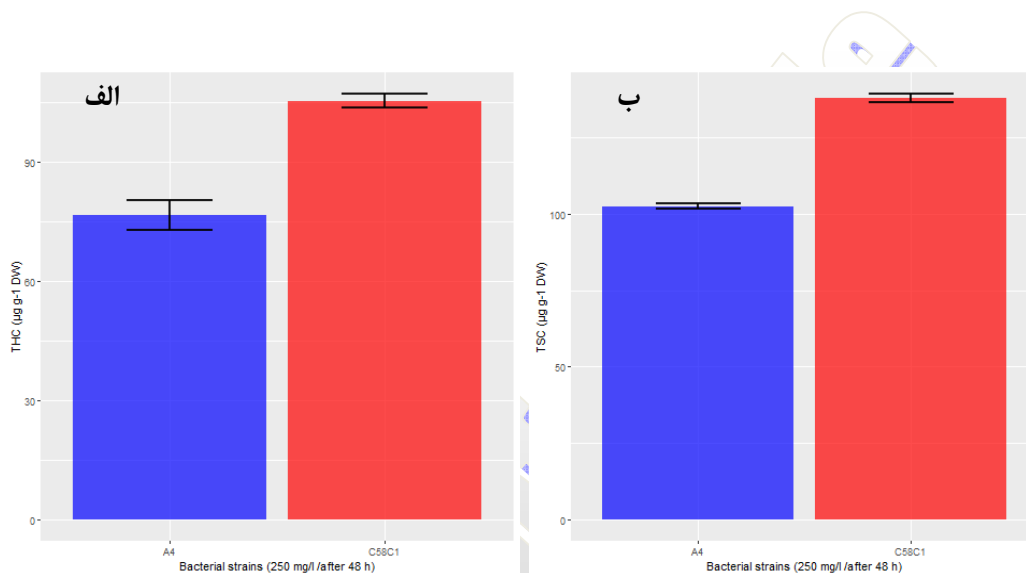 الف
THC (µg g-1 DW)
90
60
30
0
A4
C58C1
Bacterial strains (250 mg/l /after 48 h)
ب
TSC (µg g-1 DW)
100
50
0
A4
C58C1
Bacterial strains (250 mg/l /after 48 h)